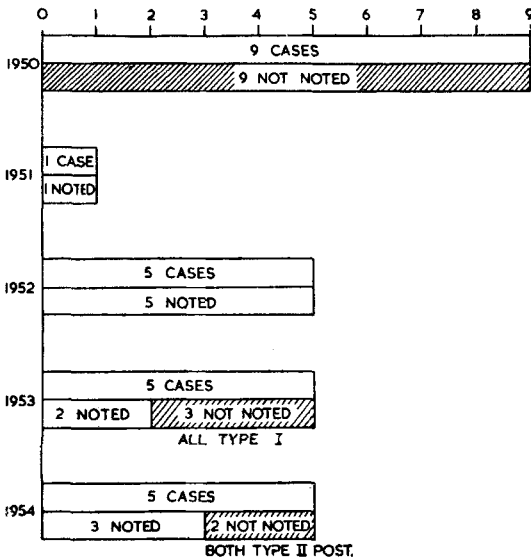 0 1 2 3 4 5 6 7 8 9
9 CASES
1950
9 NOT NOTED
1 CASE
1951
1 NOTED
5 CASES
1952
5 NOTED
5 CASES
1953
2 NOTED 3 NOT NOTED
ALL TYPE I
5 CASES
1954
3 NOTED 2 NOT NOTED
BOTH TYPE II POST.